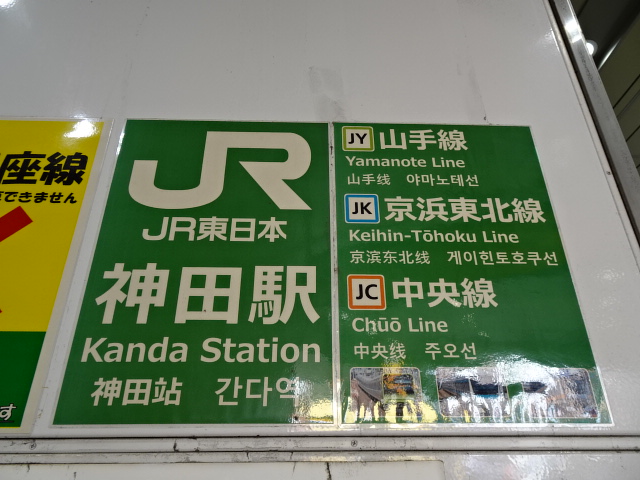 座線
できません
す
JR
JR東日本
神田駅
Kanda Station
神田站 간다역
JY 山手線
Yamanote Line
山手线 야마노테선
JK 京浜東北線
Keihin-Tōhoku Line
京滨东北线 게이힌토호쿠선
JC 中央線
Chūō Line
中央线 주오선